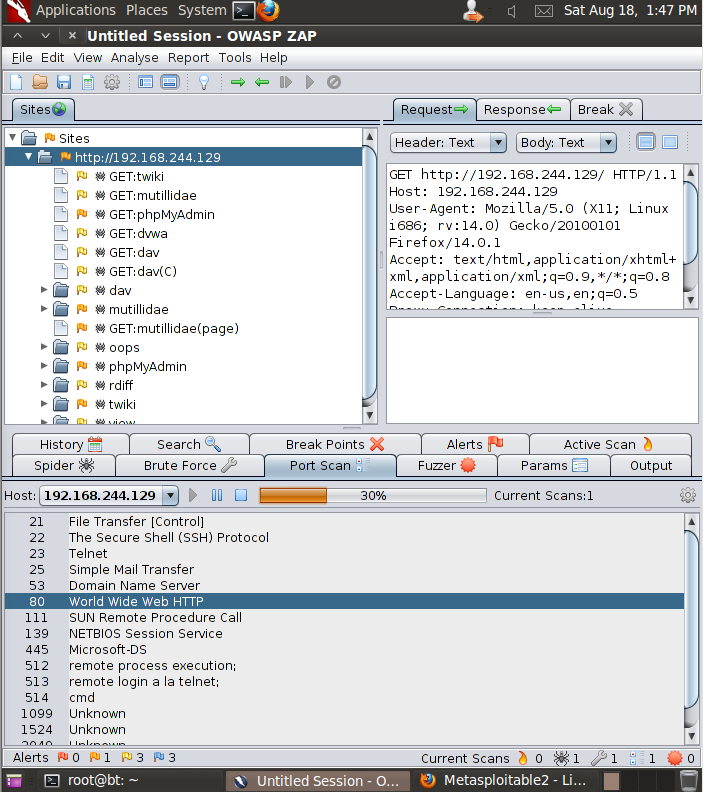 Applications Places System Sat Aug 18, 1:47 PM
Untitled Session - OWASP ZAP
File Edit View Analyse Report Tools Help
Sites
Request Response Break
Sites
http://192.168.244.129
GET:twiki
GET:mutillidae
GET:phpMyAdmin
GET:dvwa
GET:dav
GET:dav(C)
dav
mutillidae
GET:mutillidae(page)
oops
phpMyAdmin
rdiff
twiki
view
Header: Text Body: Text
GET http://192.168.244.129/ HTTP/1.1
Host: 192.168.244.129
User-Agent: Mozilla/5.0 (X11; Linux
i686; rv:14.0) Gecko/20100101
Firefox/14.0.1
Accept: text/html,application/xhtml+
xml,application/xml;q=0.9,*/*;q=0.8
Accept-Language: en-us,en;q=0.5
Proxy-Connection: keep-alive
History Search Break Points Alerts Active Scan
Spider Brute Force Port Scan Fuzzer Params Output
Host: 192.168.244.129 30% Current Scans:1
21 File Transfer [Control]
22 The Secure Shell (SSH) Protocol
23 Telnet
25 Simple Mail Transfer
53 Domain Name Server
80 World Wide Web HTTP
111 SUN Remote Procedure Call
139 NETBIOS Session Service
445 Microsoft-DS
512 remote process execution;
513 remote login a la telnet;
514 cmd
1099 Unknown
1524 Unknown
2049 Unknown
Alerts 0 1 3 3 Current Scans 0 1 1 1 0
root@bt: ~ Untitled Session - O... Metasploitable2 - Li...